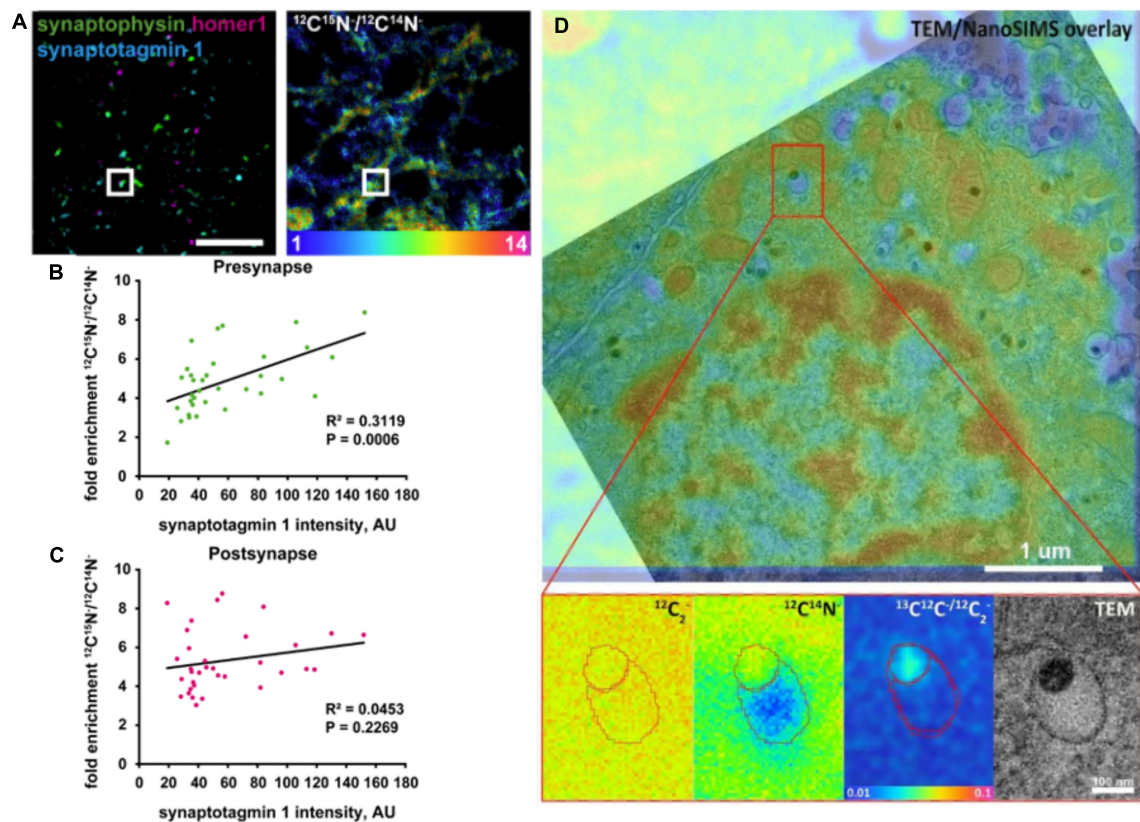 A
synaptophysin homer1
synaptotagmin 1
¹²C¹⁵N⁻/¹²C¹⁴N⁻
1 14
B
Presynapse
fold enrichment ¹²C¹⁵N⁻/¹²C¹⁴N⁻
10
8
6
4
2
0
0 20 40 60 80 100 120 140 160 180
R² = 0.3119
P = 0.0006
synaptotagmin 1 intensity, AU
C
Postsynapse
fold enrichment ¹²C¹⁵N⁻/¹²C¹⁴N⁻
10
8
6
4
2
0
0 20 40 60 80 100 120 140 160 180
R² = 0.0453
P = 0.2269
synaptotagmin 1 intensity, AU
D
TEM/NanoSIMS overlay
1 um
¹²C₂⁻
¹²C¹⁴N⁻
¹³C¹²C⁻/¹²C₂⁻
0.01 0.1
TEM
100 nm